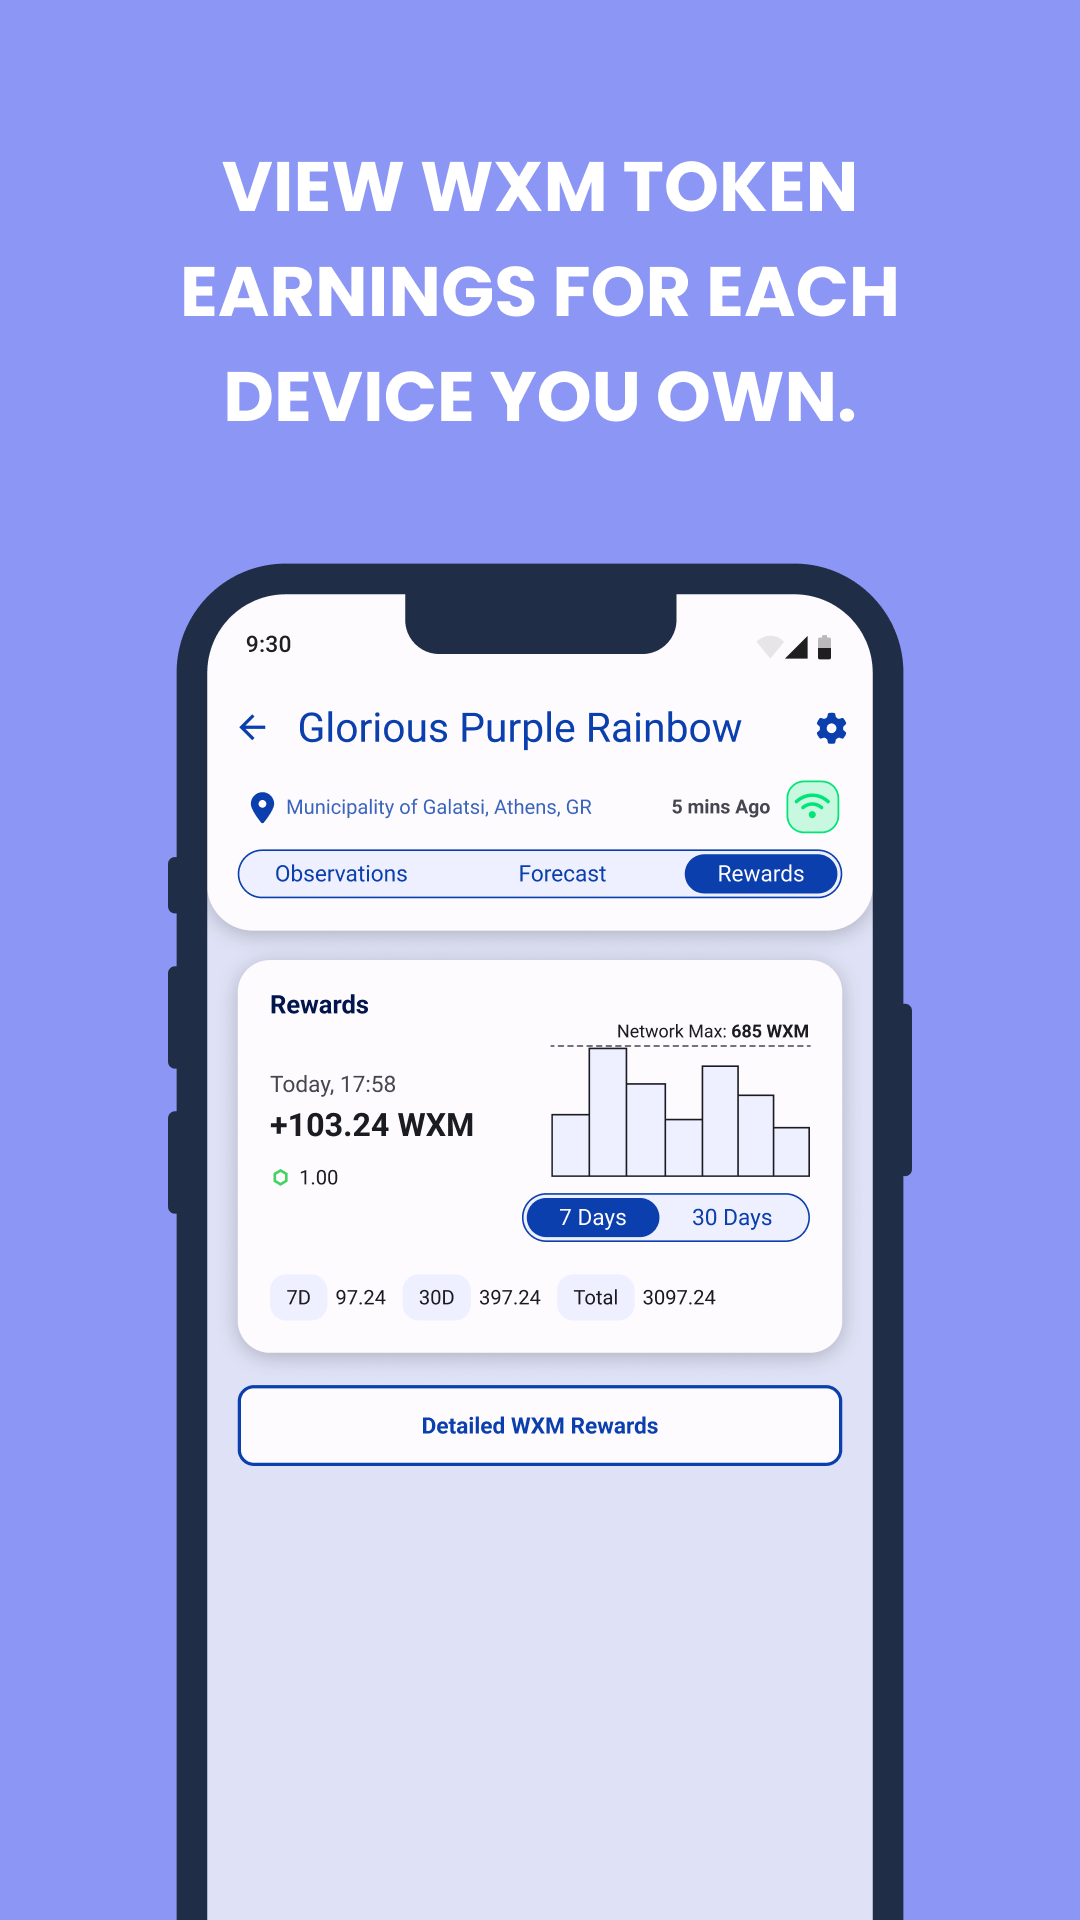 VIEW WXM TOKEN
EARNINGS FOR EACH
DEVICE YOU OWN.
9:30
Glorious Purple Rainbow
Municipality of Galatsi, Athens, GR 5 mins Ago
Observations Forecast Rewards
Rewards
Network Max: 685 WXM
Today, 17:58
+103.24 WXM
1.00
7 Days 30 Days
7D 97.24 30D 397.24 Total 3097.24
Detailed WXM Rewards